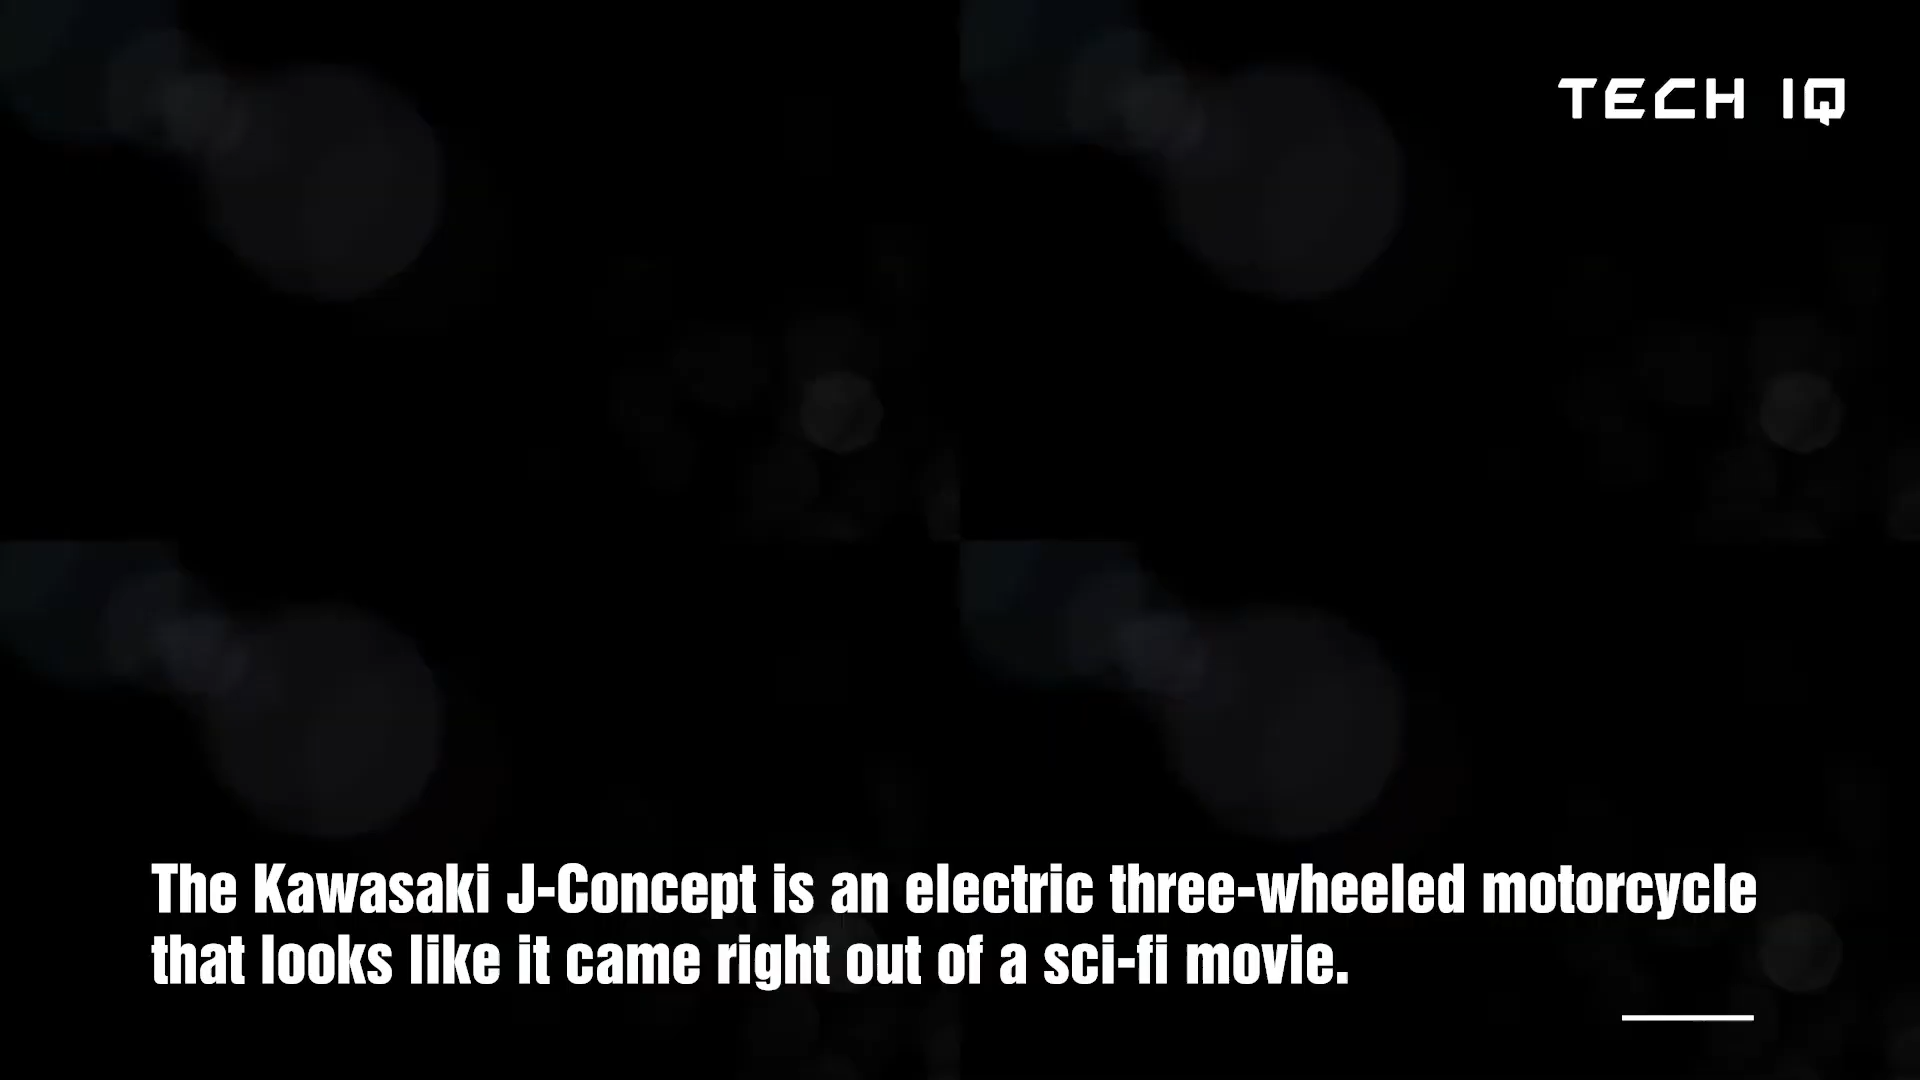 TECH IQ
The Kawasaki J-Concept is an electric three-wheeled motorcycle
that looks like it came right out of a sci-fi movie.